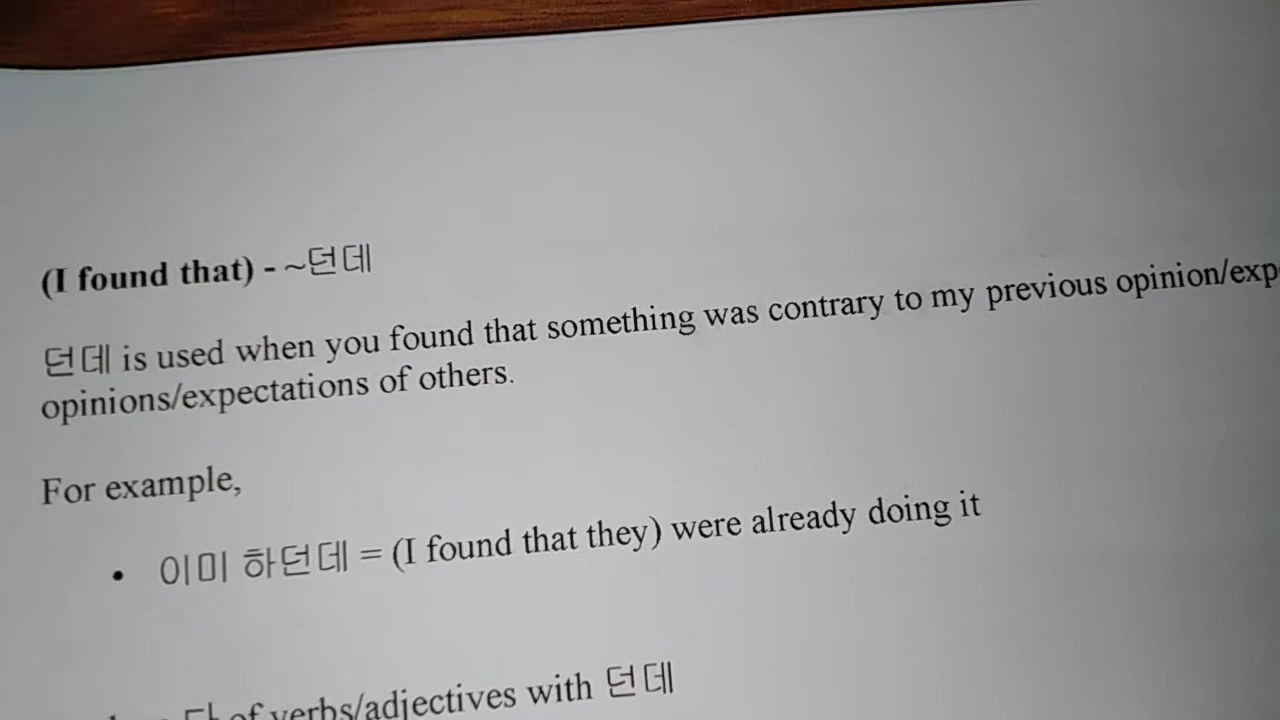 (I found that) - ~던데
던데 is used when you found that something was contrary to my previous
opinions/expectations of others.
For example,
• 이미 하던데 = (I found that they) were already doing it
다 of verbs/adjectives with 던데